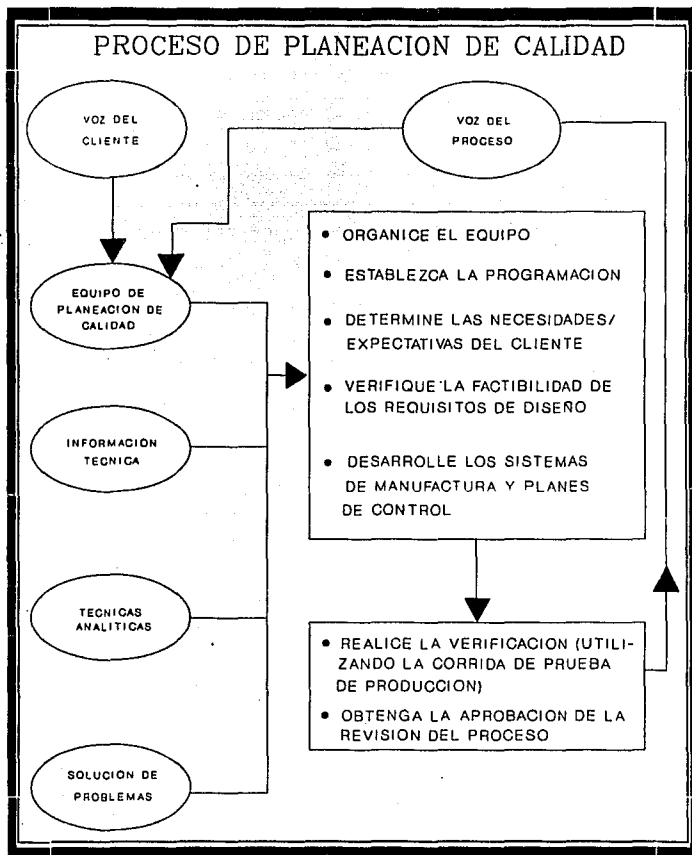 PROCESO DE PLANEACION DE CALIDAD
VOZ DEL
CLIENTE
VOZ DEL
PROCESO
EQUIPO DE
PLANEACION DE
CALIDAD
INFORMACION
TECNICA
TECNICAS
ANALITICAS
SOLUCION DE
PROBLEMAS
• ORGANICE EL EQUIPO
• ESTABLEZCA LA PROGRAMACION
• DETERMINE LAS NECESIDADES/
EXPECTATIVAS DEL CLIENTE
• VERIFIQUE LA FACTIBILIDAD DE
LOS REQUISITOS DE DISEÑO
• DESARROLLE LOS SISTEMAS
DE MANUFACTURA Y PLANES
DE CONTROL
• REALICE LA VERIFICACION (UTILI-
ZANDO LA CORRIDA DE PRUEBA
DE PRODUCCION)
• OBTENGA LA APROBACION DE LA
REVISION DEL PROCESO